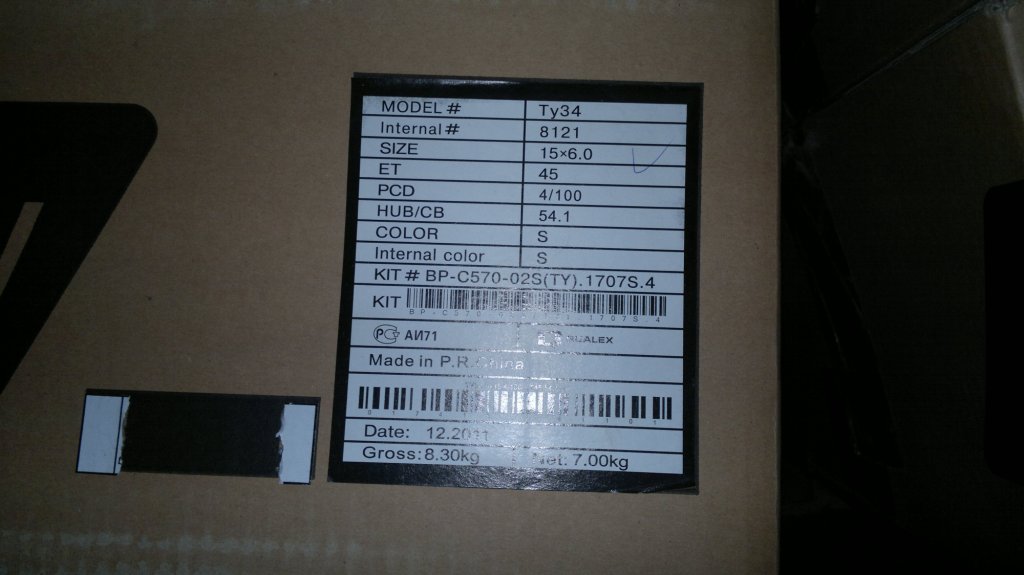 MODEL # Ty34
Internal # 8121
SIZE 15×6.0
ET 45
PCD 4/100
HUB/CB 54.1
COLOR S
Internal color S
KIT # BP-C570-02S(TY).1707S.4
KIT
АИ71
Made in P.R.China
Date: 12.2011
Gross:8.30kg Net:7.00kg